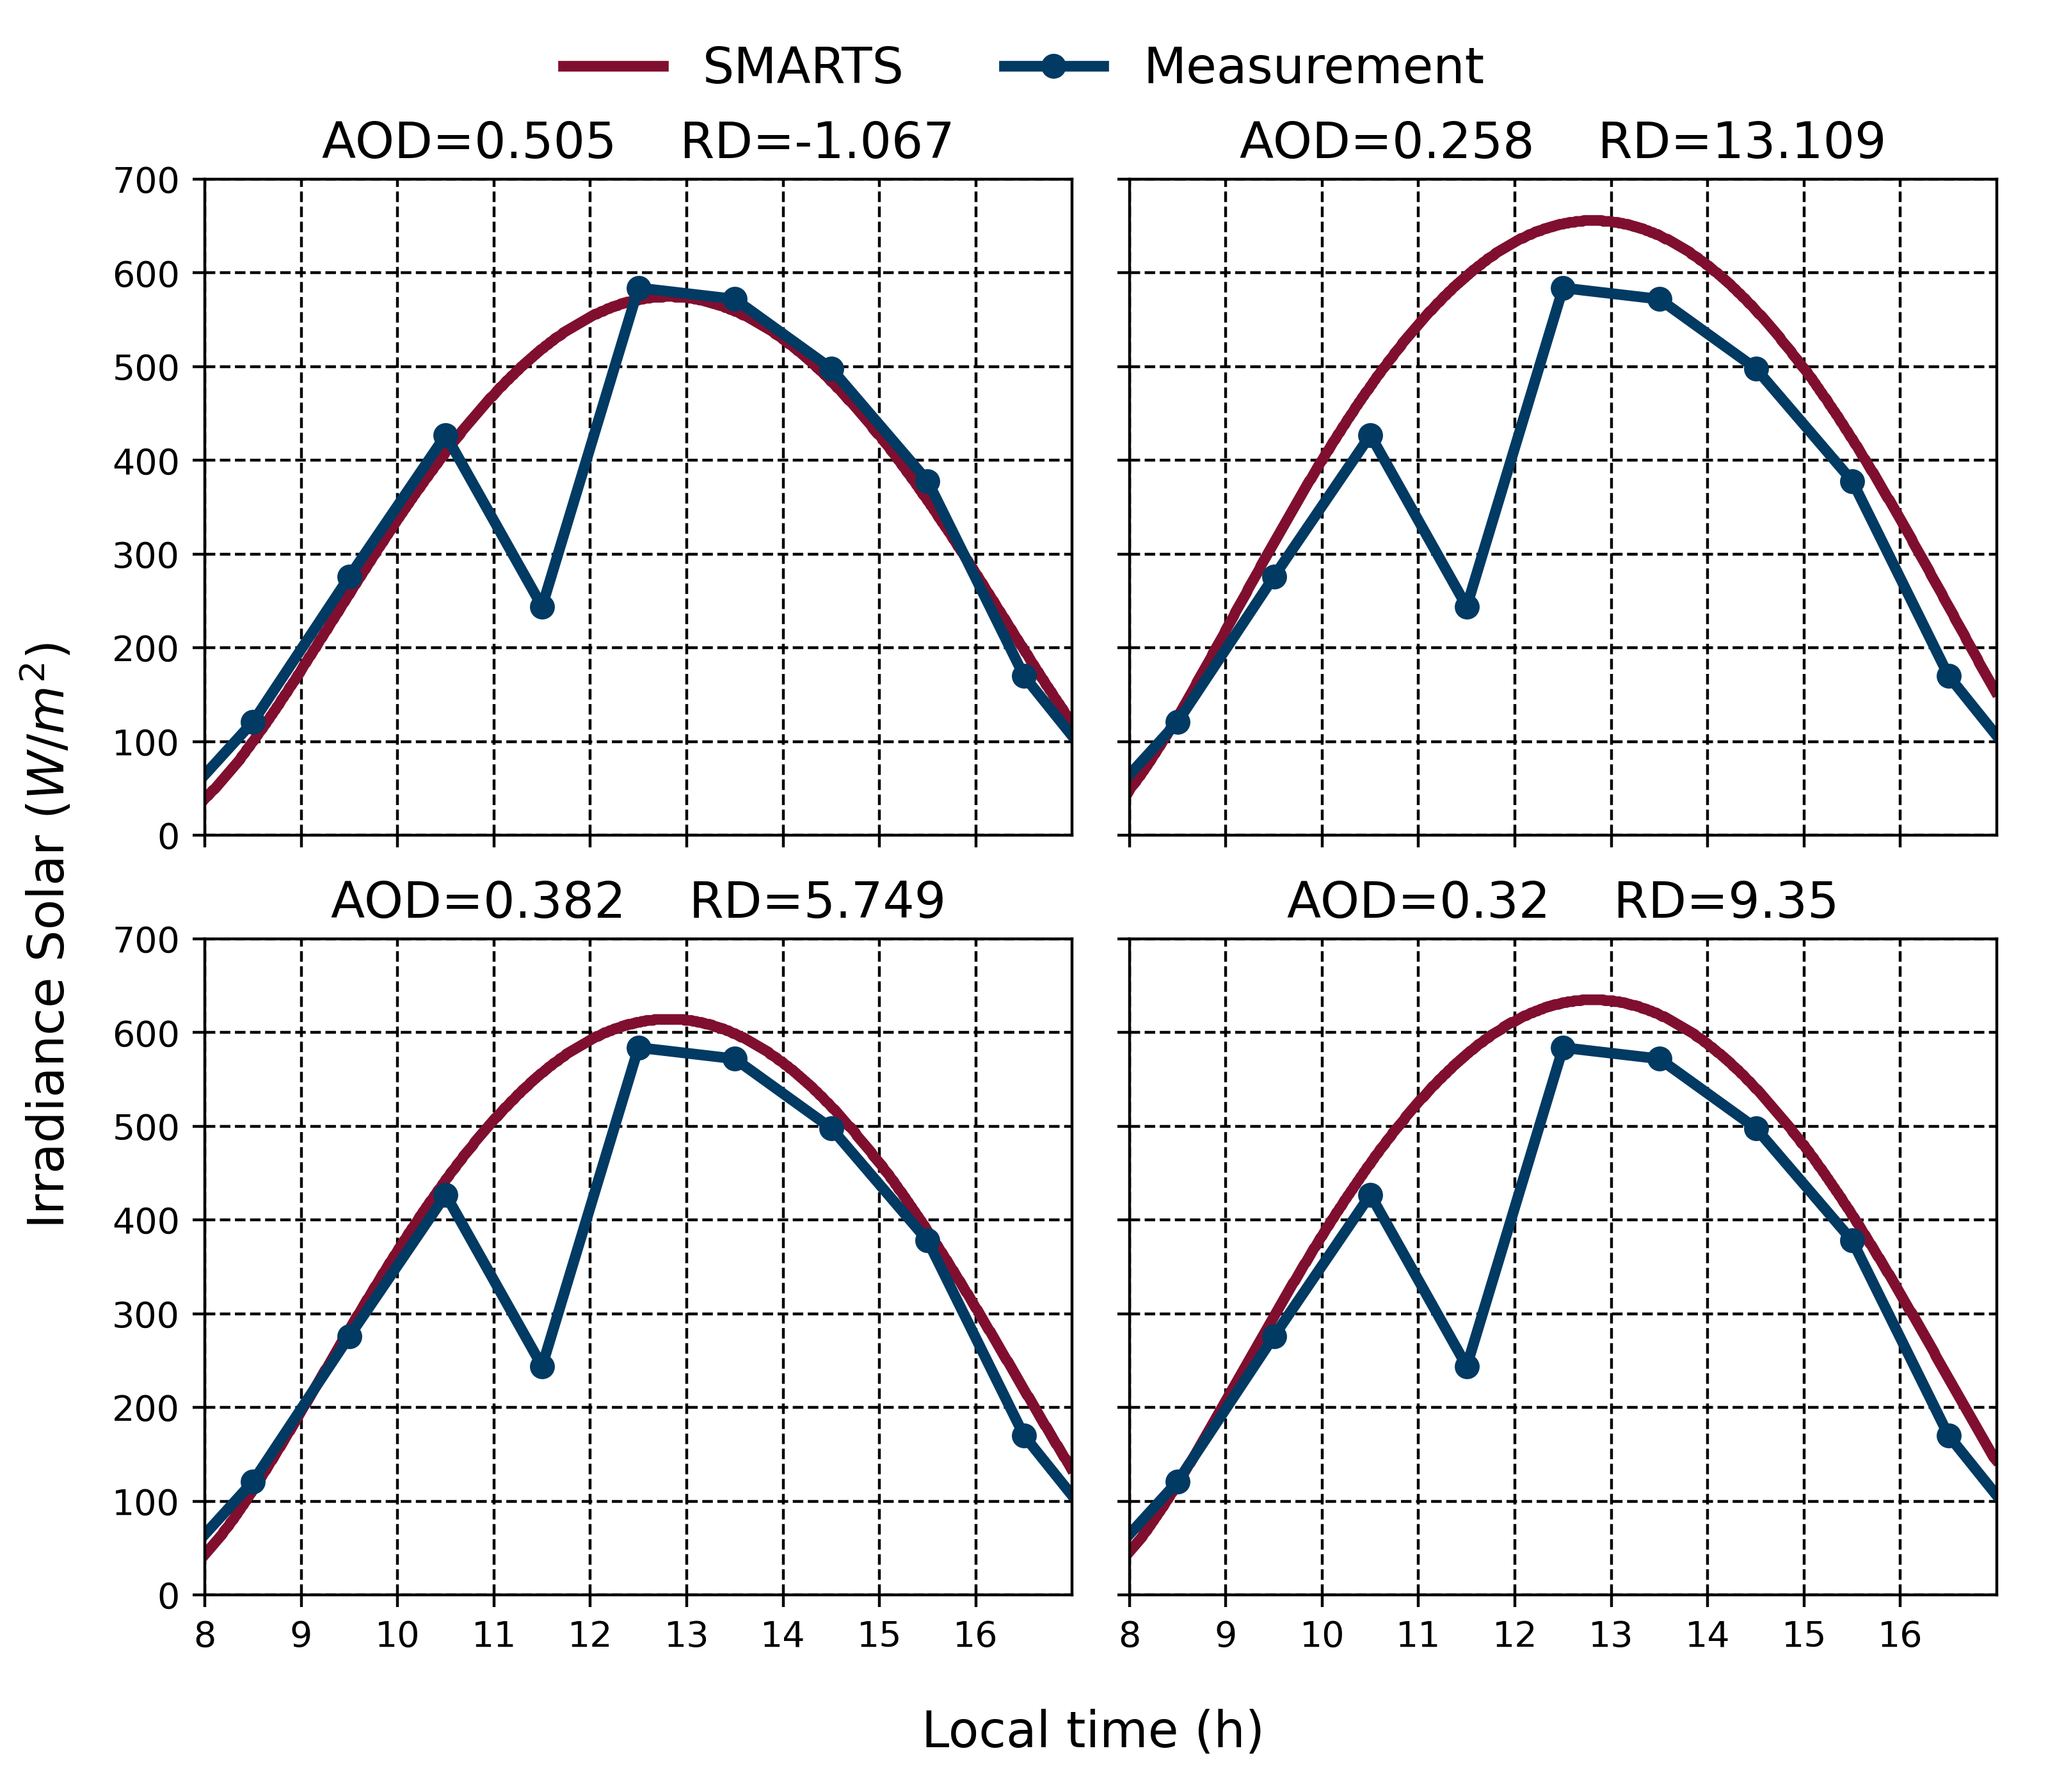 SMARTS Measurement
AOD=0.505 RD=-1.067
AOD=0.258 RD=13.109
700
600
500
400
300
200
100
0
AOD=0.382 RD=5.749
AOD=0.32 RD=9.35
700
600
500
400
300
200
100
0
8 9 10 11 12 13 14 15 16
8 9 10 11 12 13 14 15 16
Irradiance Solar (W/m²)
Local time (h)